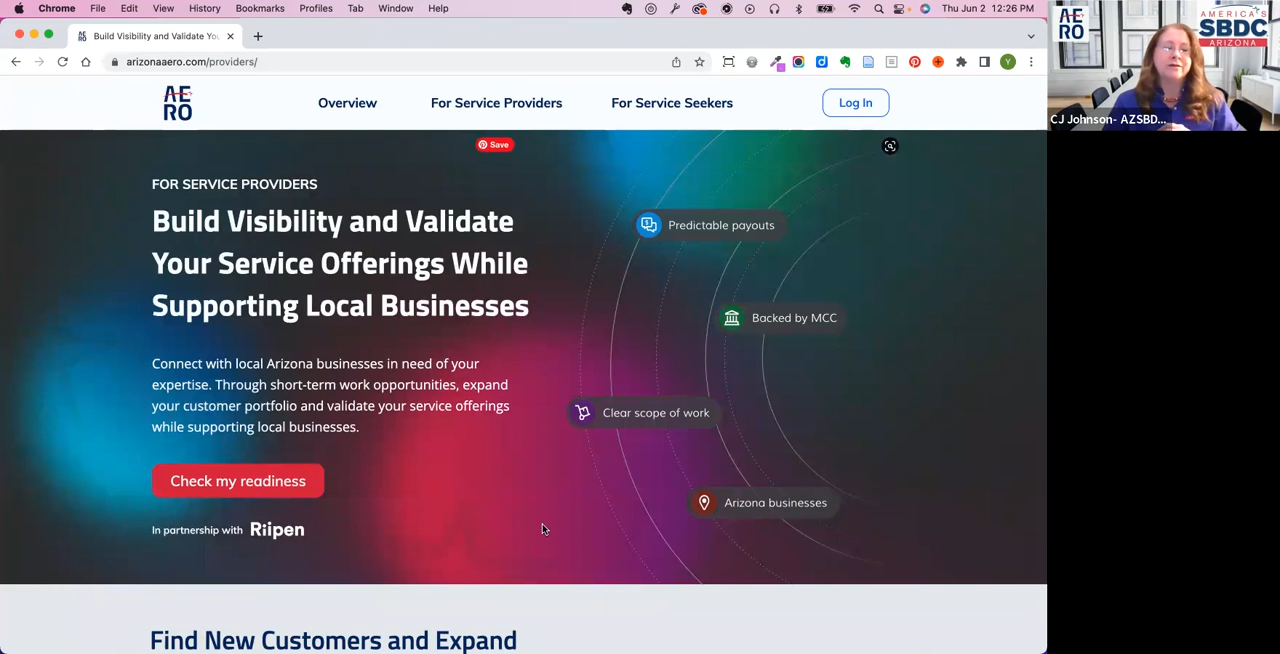 Chrome File Edit View History Bookmarks Profiles Tab Window Help
Thu Jun 2 12:26 PM
Build Visibility and Validate You
arizonaaero.com/providers/
Y
AE
RO
Overview
For Service Providers
For Service Seekers
Log In
Save
FOR SERVICE PROVIDERS
Build Visibility and Validate
Your Service Offerings While
Supporting Local Businesses
Connect with local Arizona businesses in need of your
expertise. Through short-term work opportunities, expand
your customer portfolio and validate your service offerings
while supporting local businesses.
Check my readiness
In partnership with Riipen
Predictable payouts
Backed by MCC
Clear scope of work
Arizona businesses
Find New Customers and Expand
AE
RO
AMERICA'S
SBDC
ARIZONA
CJ Johnson- AZSBD...